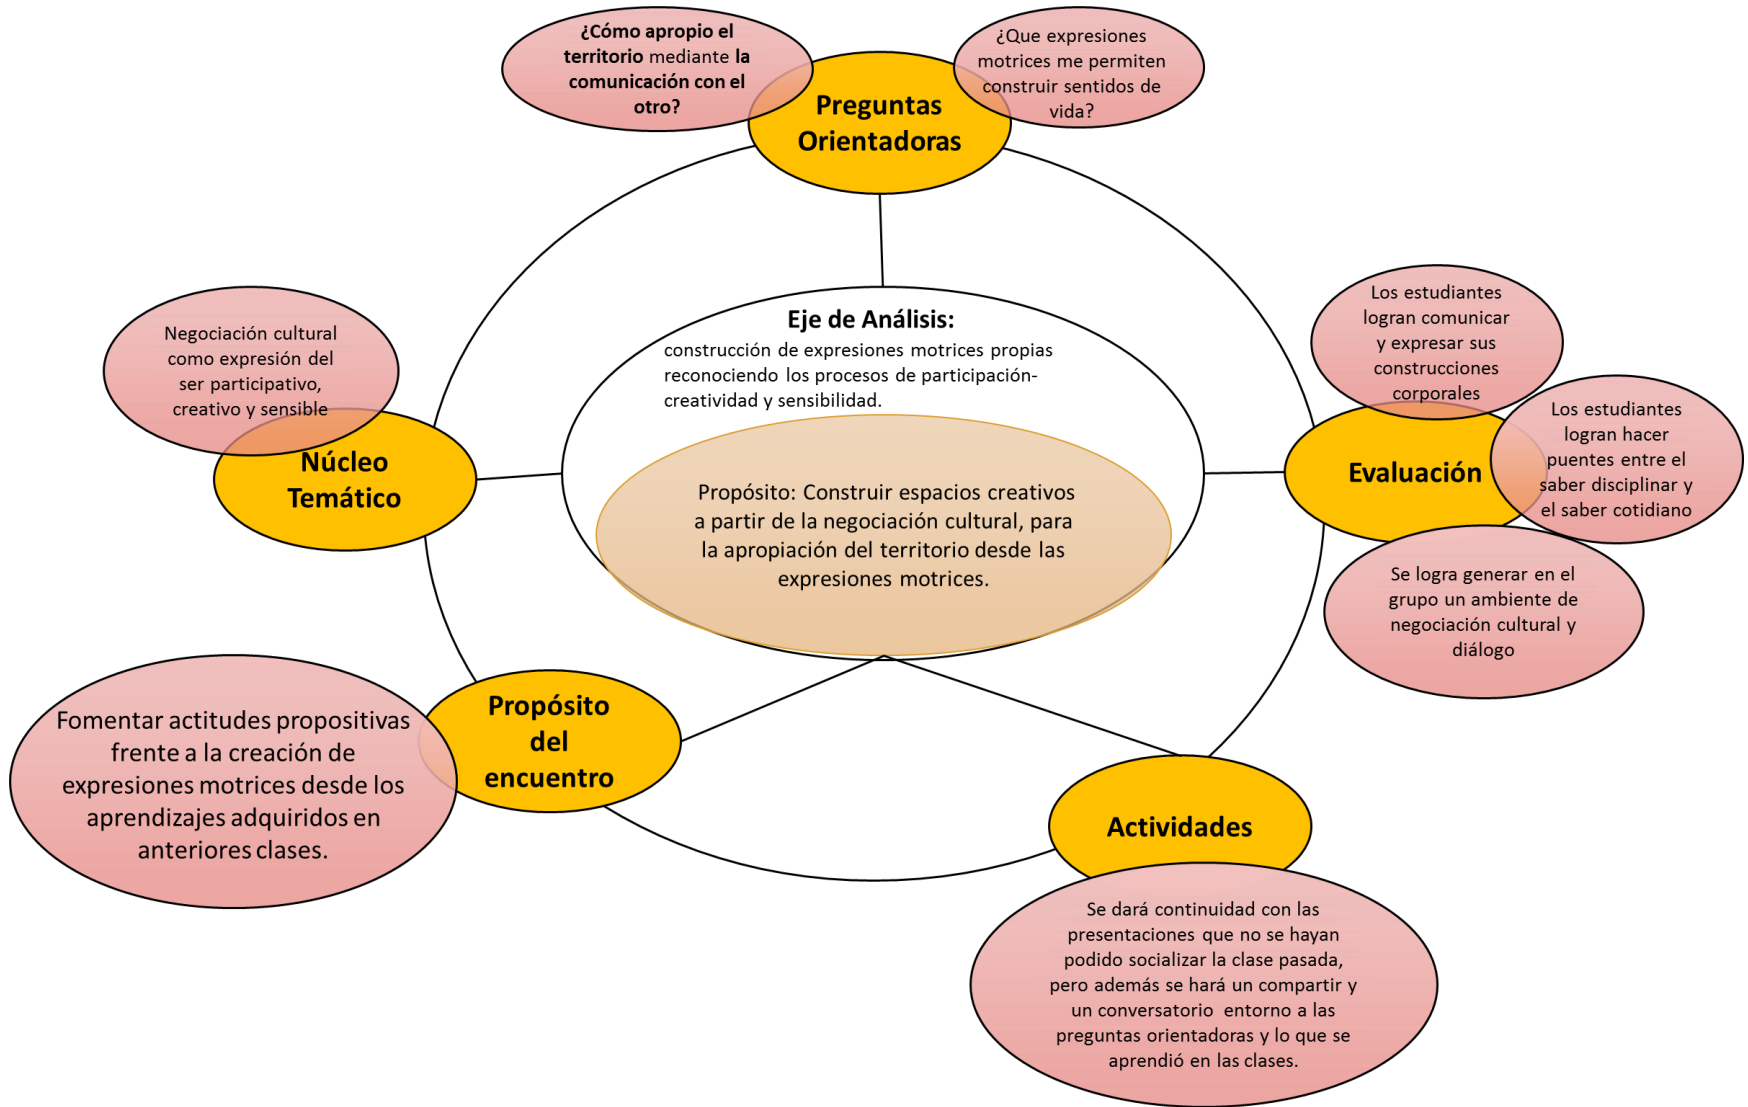 ¿Cómo apropio el
territorio mediante la
comunicación con el
otro?
¿Que expresiones
motrices me permiten
construir sentidos de
vida?
Preguntas
Orientadoras
Negociación cultural
como expresión del
ser participativo,
creativo y sensible
Núcleo
Temático
Eje de Análisis:
construcción de expresiones motrices propias
reconociendo los procesos de participación-
creatividad y sensibilidad.
Propósito: Construir espacios creativos
a partir de la negociación cultural, para
la apropiación del territorio desde las
expresiones motrices.
Los estudiantes
logran comunicar
y expresar sus
construcciones
corporales
Evaluación
Los estudiantes
logran hacer
puentes entre el
saber disciplinar y
el saber cotidiano
Se logra generar en el
grupo un ambiente de
negociación cultural y
diálogo
Fomentar actitudes propositivas
frente a la creación de
expresiones motrices desde los
aprendizajes adquiridos en
anteriores clases.
Propósito
del
encuentro
Actividades
Se dará continuidad con las
presentaciones que no se hayan
podido socializar la clase pasada,
pero además se hará un compartir y
un conversatorio entorno a las
preguntas orientadoras y lo que se
aprendió en las clases.